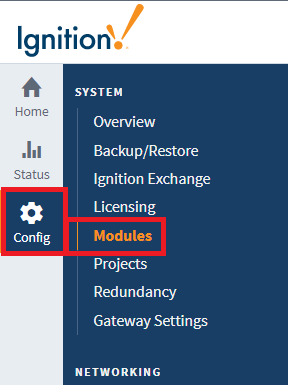 Ignition!
Home
Status
Config
SYSTEM
Overview
Backup/Restore
Ignition Exchange
Licensing
Modules
Projects
Redundancy
Gateway Settings
NETWORKING